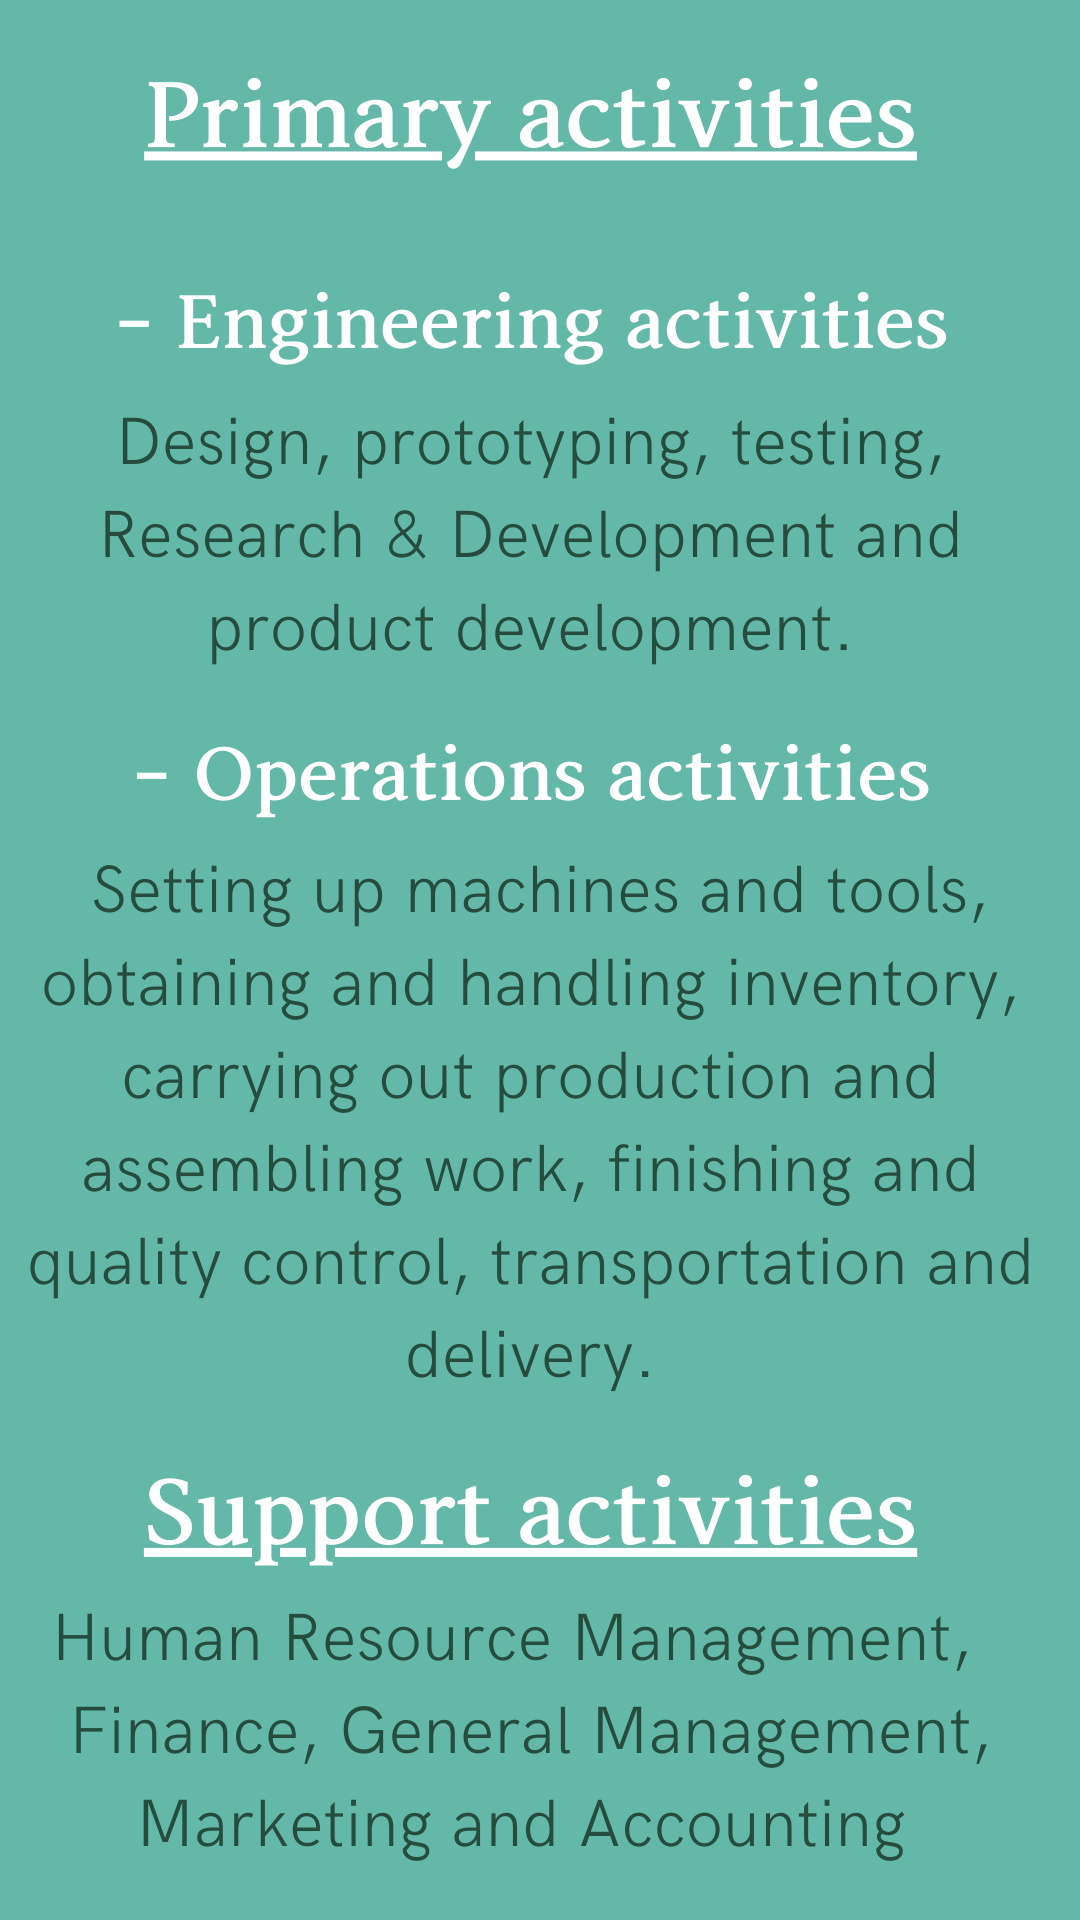 Primary activities
- Engineering activities
Design, prototyping, testing,
Research & Development and
product development.
- Operations activities
Setting up machines and tools,
obtaining and handling inventory,
carrying out production and
assembling work, finishing and
quality control, transportation and
delivery.
Support activities
Human Resource Management,
Finance, General Management,
Marketing and Accounting